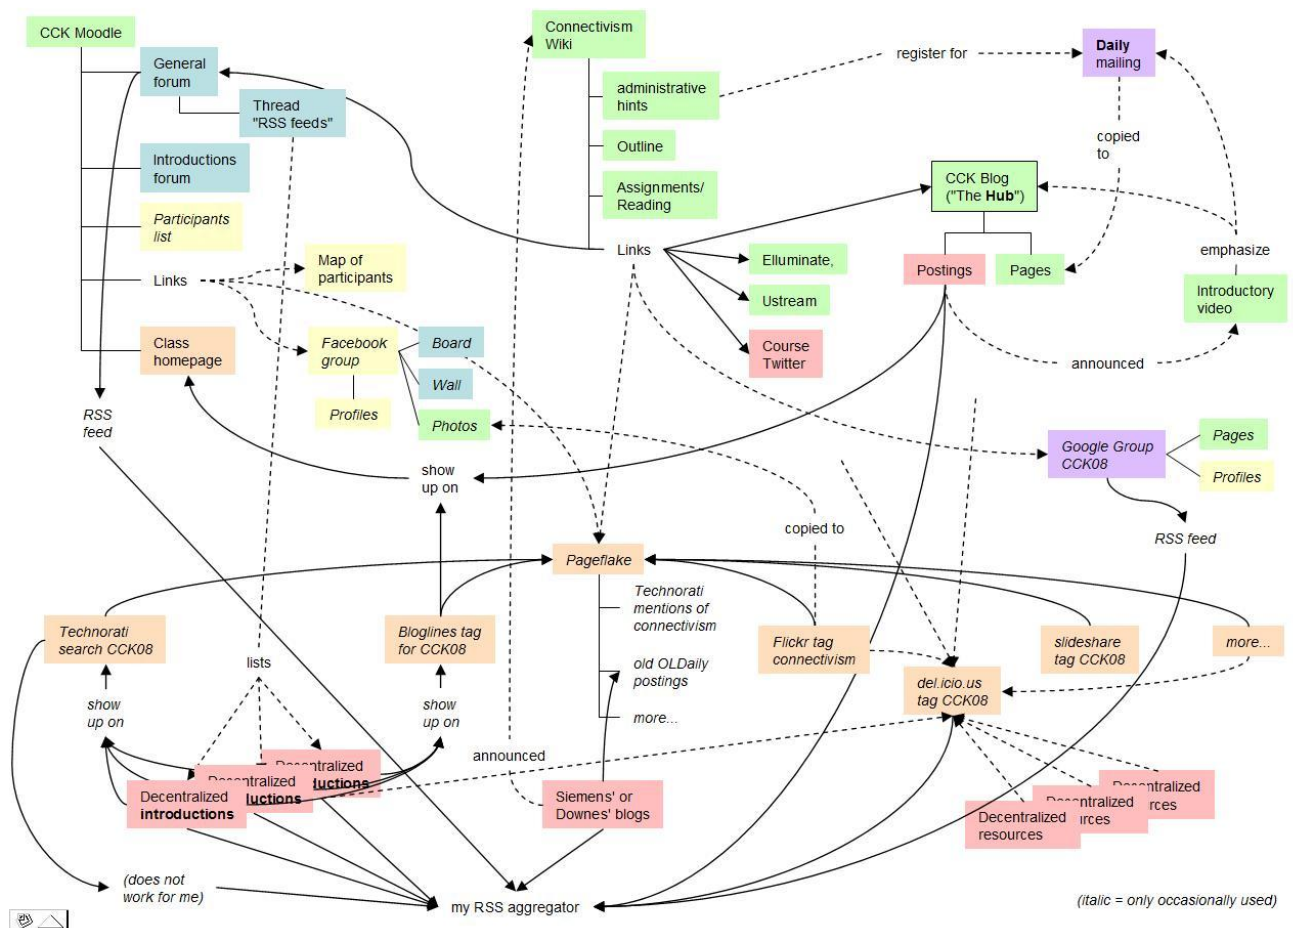 CCK Moodle
General
forum
Thread
"RSS feeds"
Introductions
forum
Participants
list
Links
Map of
participants
Class
homepage
Facebook
group
Board
Wall
Photos
Profiles
RSS
feed
Connectivism
Wiki
administrative
hints
Outline
Assignments/
Reading
Links
register for
Daily
mailing
copied
to
CCK Blog
("The Hub")
Postings
Pages
Elluminate,
Ustream
Course
Twitter
emphasize
Introductory
video
announced
Google Group
CCK08
Pages
Profiles
RSS feed
show
up on
copied to
Pageflake
Technorati
mentions of
connectivism
old OLDaily
postings
more...
Technorati
search CCK08
Bloglines tag
for CCK08
Flickr tag
connectivism
slideshare
tag CCK08
more...
del.icio.us
tag CCK08
lists
show
up on
show
up on
announced
Decentralized
introductions
Siemens' or
Downes' blogs
Decentralized
resources
(does not
work for me)
my RSS aggregator
(italic = only occasionally used)